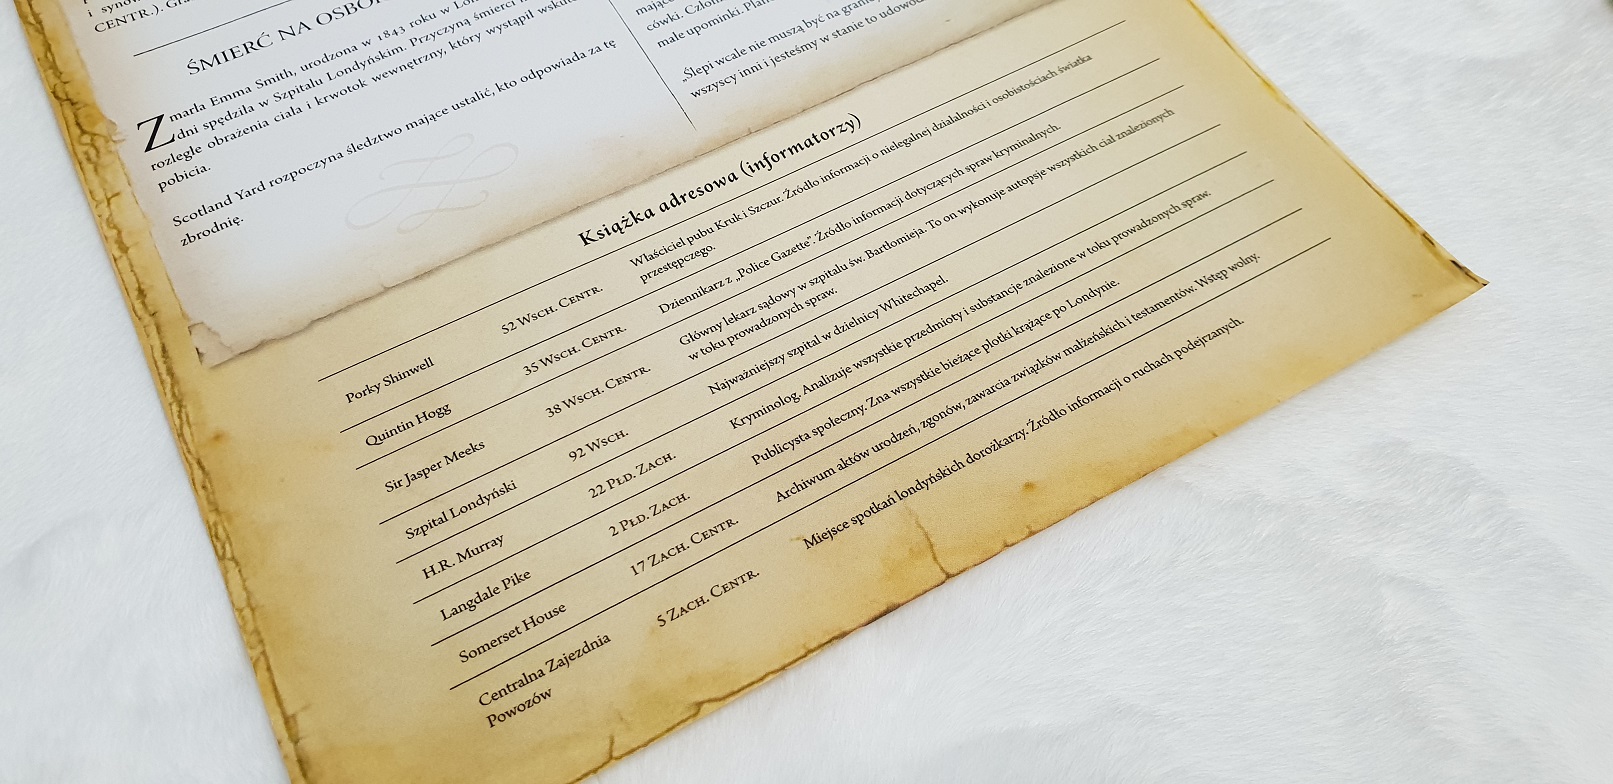 i synow
CENTR.). Gra
ŚMIERĆ NA OSBOR
Zmarła Emma Smith, urodzona w 1843 roku w Lon
dni spędziła w Szpitalu Londyńskim. Przyczyną śmierci
rozległe obrażenia ciała i krwotok wewnętrzny, który wystąpił wskut
pobicia.
Scotland Yard rozpoczyna śledztwo mające ustalić, kto odpowiada za tę
zbrodnię.
mające
cówki. Człon
małe upominki. Plan
„Ślepi wcale nie muszą być na grani
wszyscy inni i jesteśmy w stanie to udowod
Książka adresowa (informatorzy)
Porky Shinwell 52 Wsch. Centr. Właściciel pubu Kruk i Szczur. Źródło informacji o nielegalnej działalności i osobistościach światka
przestępczego.
Quintin Hogg 35 Wsch. Centr. Dziennikarz z „Police Gazette”. Źródło informacji dotyczących spraw kryminalnych.
Sir Jasper Meeks 38 Wsch. Centr. Główny lekarz sądowy w szpitalu św. Bartłomieja. To on wykonuje autopsje wszystkich ciał znalezionych
w toku prowadzonych spraw.
Szpital Londyński 92 Wsch. Najważniejszy szpital w dzielnicy Whitechapel.
H.R. Murray 22 Płd. Zach. Kryminolog. Analizuje wszystkie przedmioty i substancje znalezione w toku prowadzonych spraw.
Langdale Pike 2 Płd. Zach. Publicysta społeczny. Zna wszystkie bieżące plotki krążące po Londynie.
Somerset House 17 Zach. Centr. Archiwum aktów urodzeń, zgonów, zawarcia związków małżeńskich i testamentów. Wstęp wolny.
Centralna Zajezdnia 5 Zach. Centr. Miejsce spotkań londyńskich dorożkarzy. Źródło informacji o ruchach podejrzanych.
Powozów